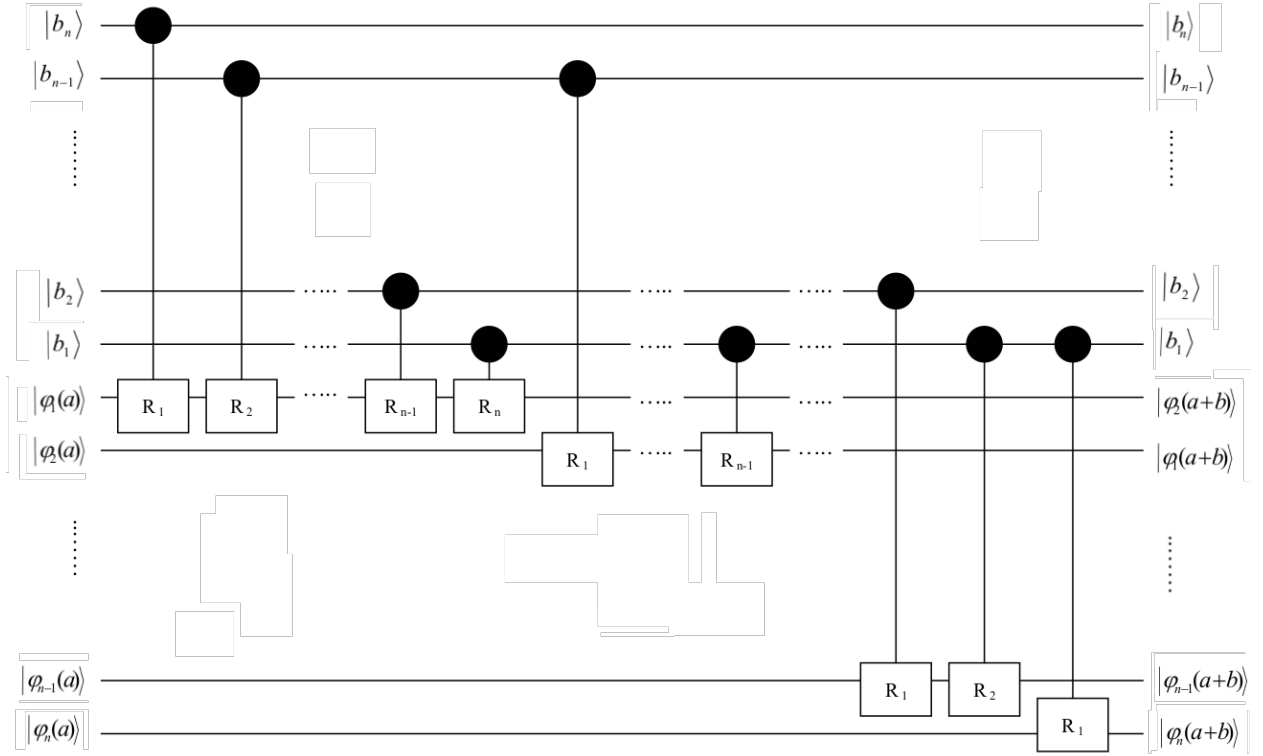 |b_n⟩ |b_n⟩
|b_{n−1}⟩ |b_{n−1}⟩
........ ........
|b_2⟩ ..... ..... ..... |b_2⟩
|b_1⟩ ..... ..... ..... |b_1⟩
|φ_1(a)⟩ R_1 R_2 ..... R_{n-1} R_n ..... ..... |φ_2(a+b)⟩
|φ_2(a)⟩ R_1 ..... R_{n-1} ..... |φ_1(a+b)⟩
........ ........
|φ_{n−1}(a)⟩ R_1 R_2 |φ_{n−1}(a+b)⟩
|φ_n(a)⟩ R_1 |φ_n(a+b)⟩